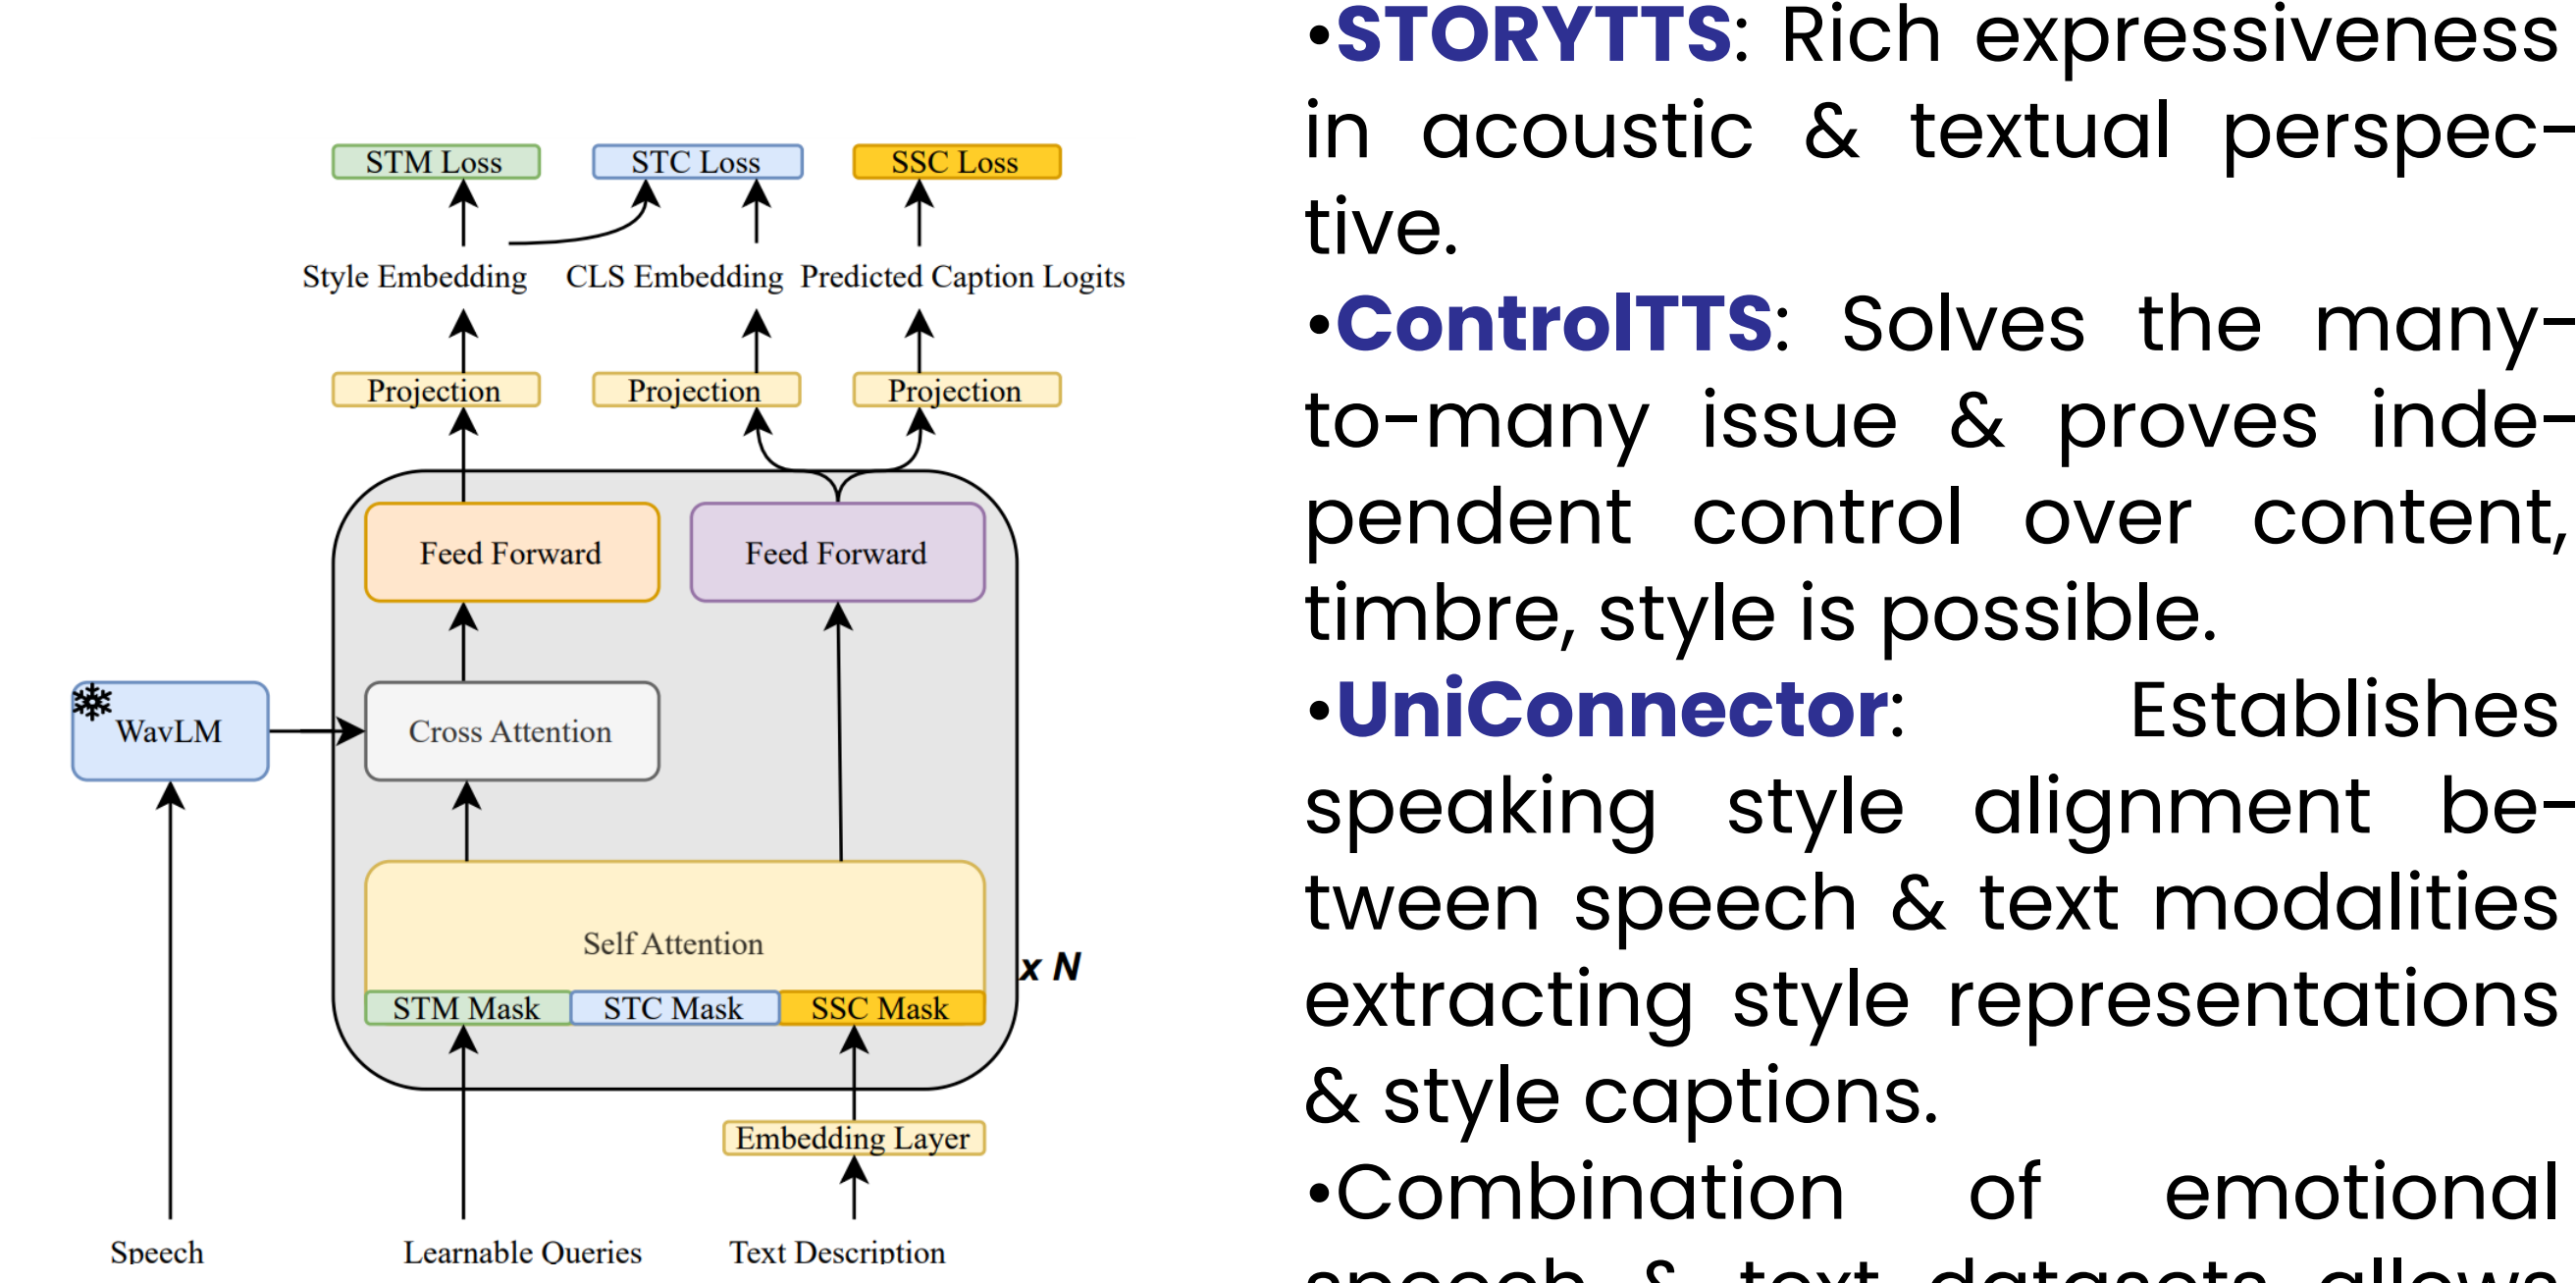 STM Loss
STC Loss
SSC Loss
Style Embedding
CLS Embedding
Predicted Caption Logits
Projection
Projection
Projection
Feed Forward
Feed Forward
WavLM
Cross Attention
Self Attention
x N
STM Mask
STC Mask
SSC Mask
Embedding Layer
Speech
Learnable Queries
Text Description
•STORYTTS: Rich expressiveness
in acoustic & textual perspec-
tive.
•ControlTTS: Solves the many-
to-many issue & proves inde-
pendent control over content,
timbre, style is possible.
•UniConnector: Establishes
speaking style alignment be-
tween speech & text modalities
extracting style representations
& style captions.
•Combination of emotional
speech & text datasets allows